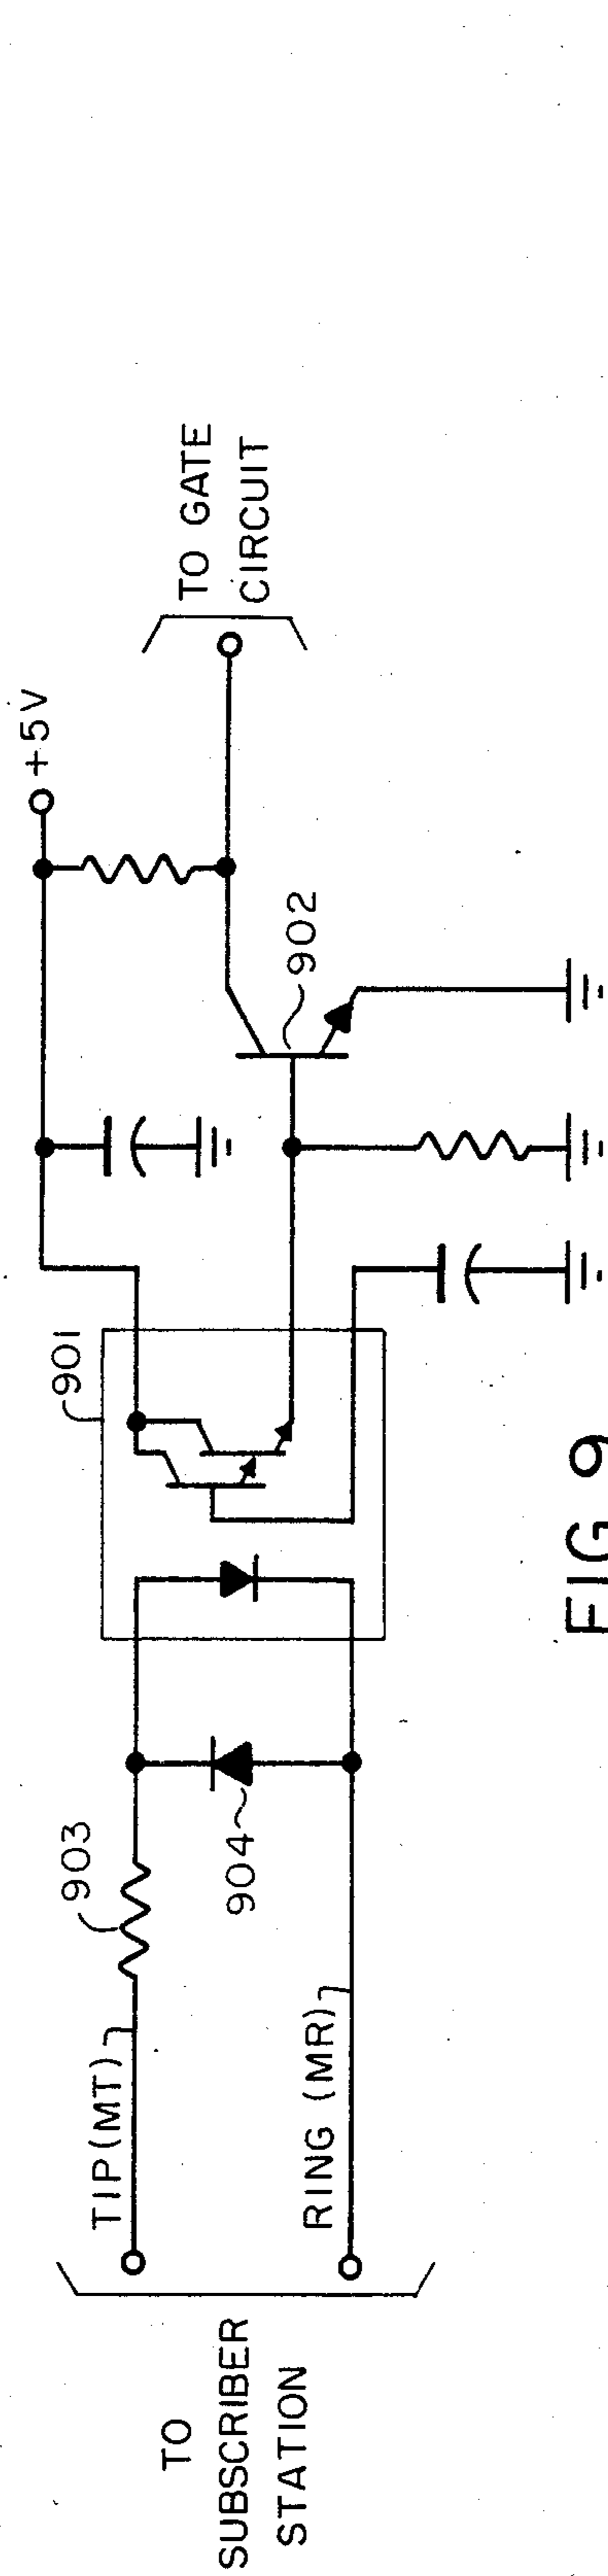 TO
SUBSCRIBER
STATION
TIP(MT)
RING (MR)
903
904
901
902
+5V
TO GATE
CIRCUIT
FIG 9